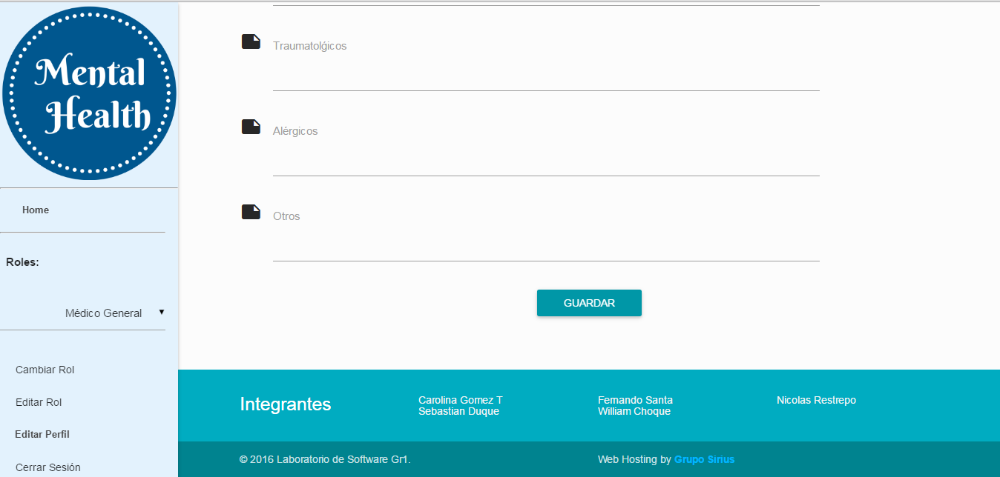 Mental
Health
Home
Roles:
Médico General
Cambiar Rol
Editar Rol
Editar Perfil
Cerrar Sesión
Traumatolǵicos
Alérgicos
Otros
GUARDAR
Integrantes
Carolina Gomez T
Sebastian Duque
Fernando Santa
William Choque
Nicolas Restrepo
© 2016 Laboratorio de Software Gr1.
Web Hosting by Grupo Sirius